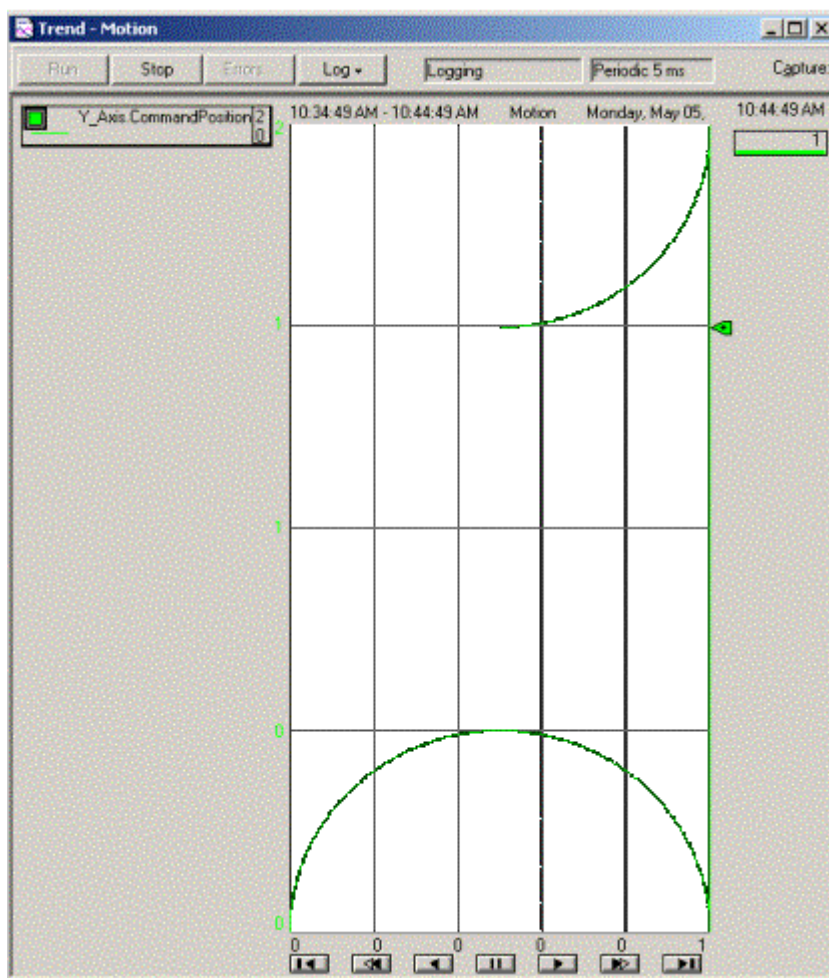 Trend - Motion
Run Stop Errors Log Logging Periodic 5 ms Capture:
Y_Axis.CommandPosition 2
0
10:34:49 AM - 10:44:49 AM Motion Monday, May 05, 10:44:49 AM
2
1
1
1
0
0
0 0 0 0 0 1